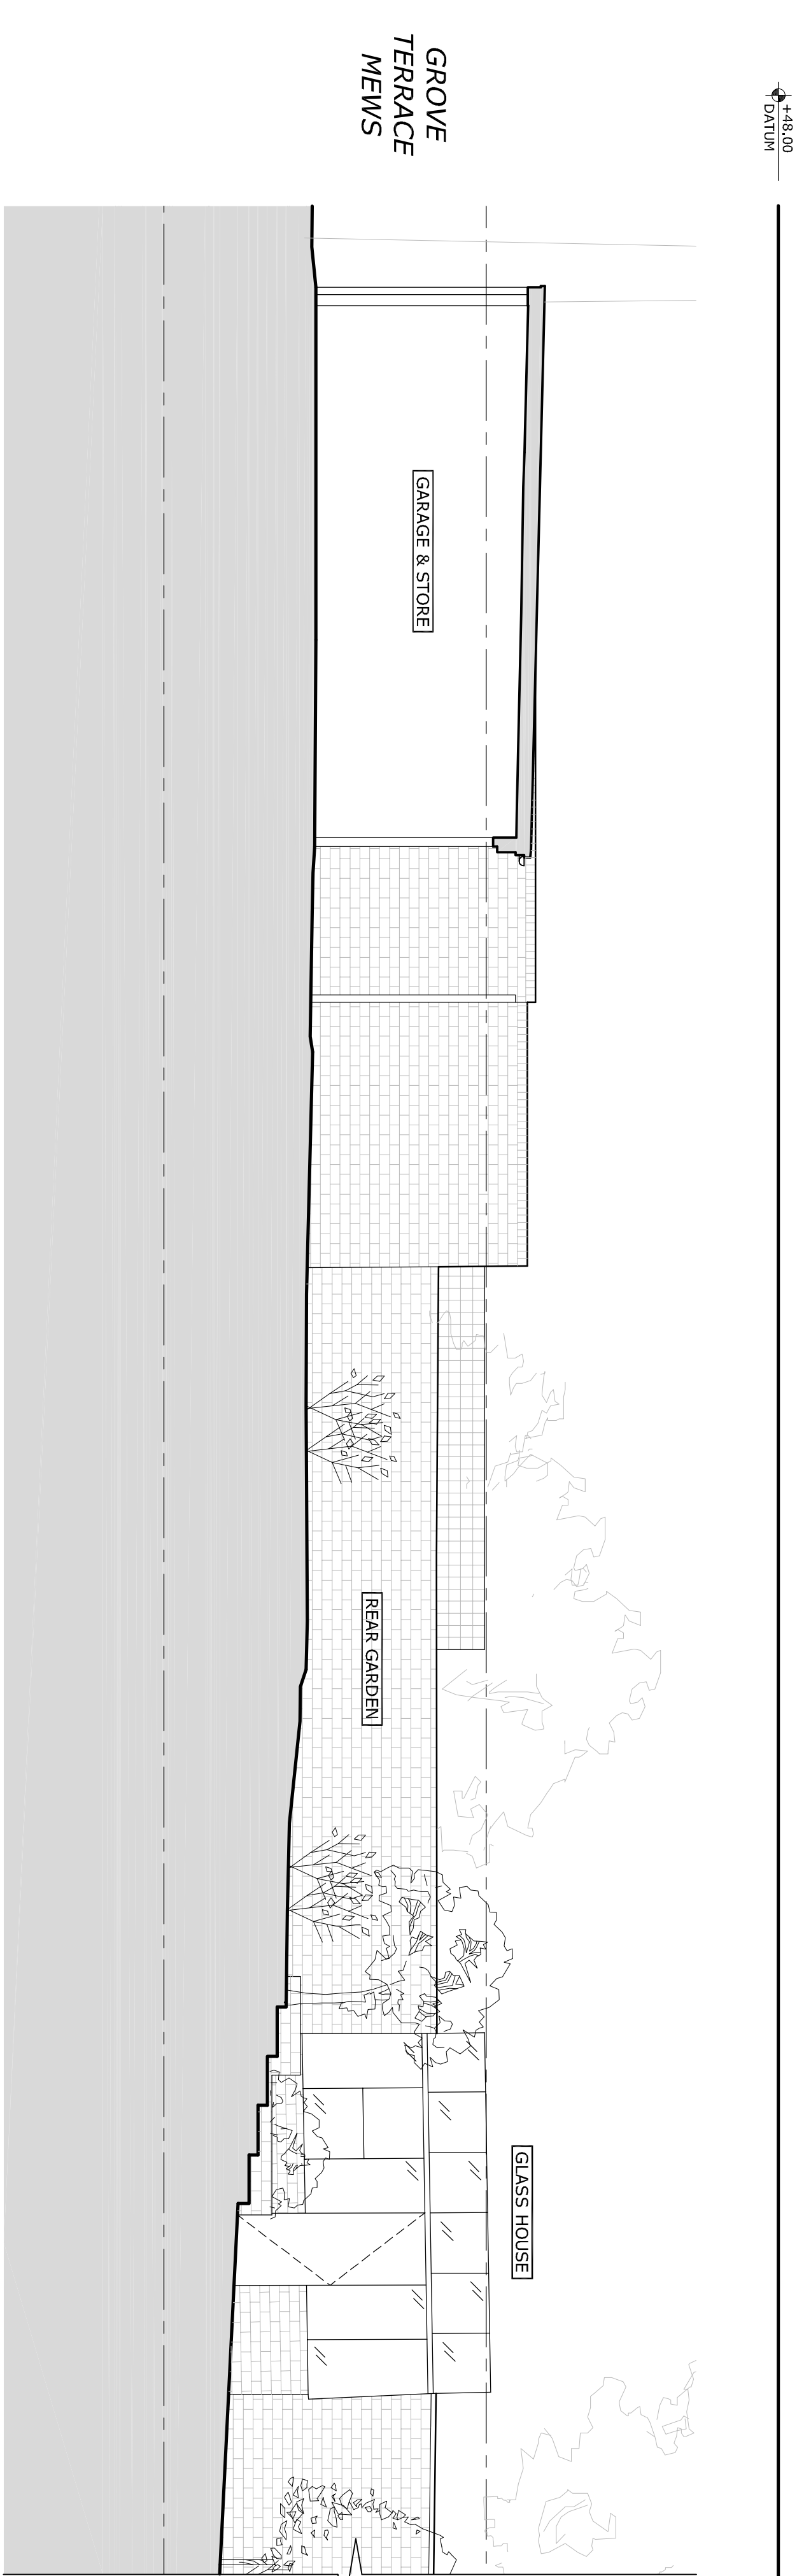 +48.00
DATUM
GROVE
TERRACE
MEWS
GARAGE & STORE
REAR GARDEN
GLASS HOUSE